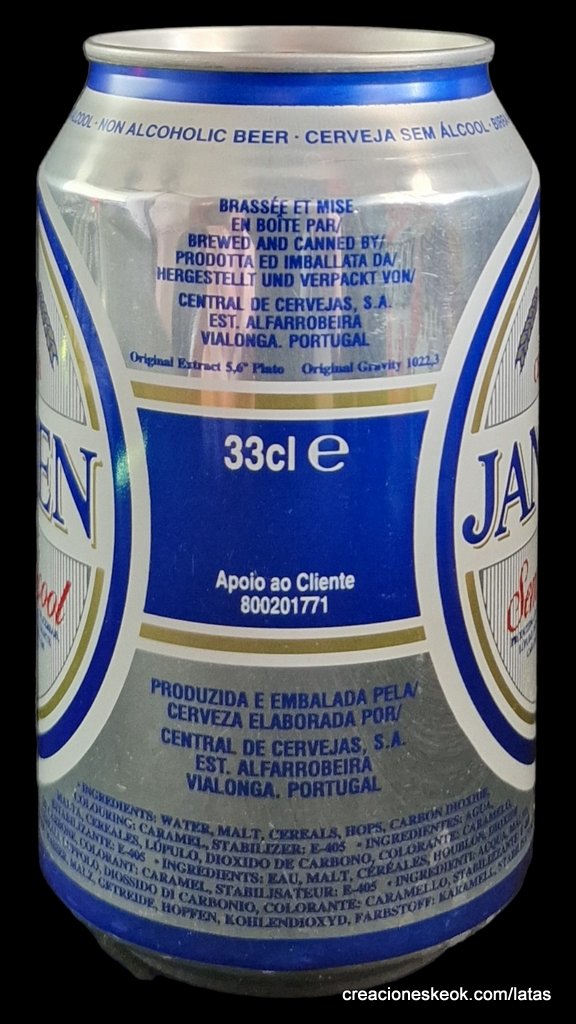 NON ALCOHOLIC BEER · CERVEJA SEM ÁLCOOL ·
BRASSÉE ET MISE
EN BOÎTE PAR/
BREWED AND CANNED BY/
PRODOTTA ED IMBALLATA DA/
HERGESTELLT UND VERPACKT VON/
CENTRAL DE CERVEJAS, S.A.
EST. ALFARROBEIRA
VIALONGA. PORTUGAL
Original Extract 5,6° Plato Original Gravity 1022,3
EN
JAN
33cl e
Apoio ao Cliente
800201771
PRODUZIDA E EMBALADA PELA/
CERVEZA ELABORADA POR/
CENTRAL DE CERVEJAS, S.A.
EST. ALFARROBEIRA
VIALONGA. PORTUGAL
· INGREDIENTS: WATER, MALT, CEREALS, HOPS, CARBON DIOXIDE,
COLOURING: CARAMEL, STABILIZER: E-405 · INGREDIENTES: AGUA,
MALTA, CEREALES, LÚPULO, DIOXIDO DE CARBONO, COLORANTE: CARAMELO,
E-405 · INGREDIENTS: EAU, MALT, CÉRÉALES, HOUBLON, DIOXIDE
COLORANT: CARAMEL, STABILISATEUR: E-405 · INGREDIENTI: ACQUA,
DIOSSIDO DI CARBONIO, COLORANTE: CARAMELLO,
MALZ, GETREIDE, HOPFEN, KOHLENDIOXYD, FARBSTOFF: KARAMELL,
creacioneskeok.com/latas